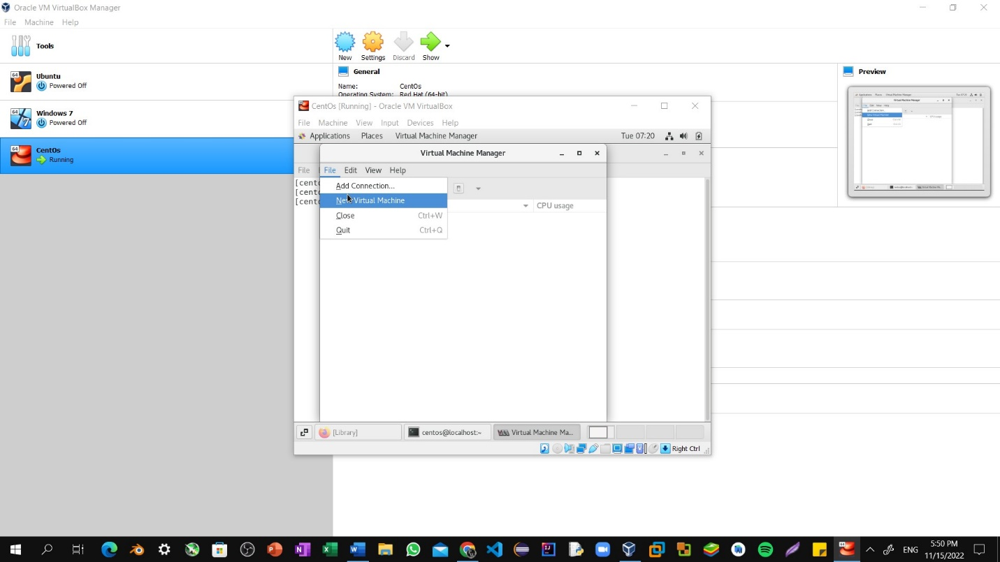 Oracle VM VirtualBox Manager
File Machine Help
Tools
New Settings Discard Show
64 Ubuntu
Powered Off
64 Windows 7
Powered Off
64 CentOs
Running
General
Name: CentOs
Operating System: Red Hat (64-bit)
Preview
CentOs [Running] - Oracle VM VirtualBox
File Machine View Input Devices Help
Applications Places Virtual Machine Manager Tue 07:20
Virtual Machine Manager
File
File Edit View Help
[cento
[cento
[cento
Add Connection...
New Virtual Machine
Close Ctrl+W
Quit Ctrl+Q
CPU usage
[Library] centos@localhost:~ Virtual Machine Ma...
Right Ctrl
ENG
5:50 PM
11/15/2022